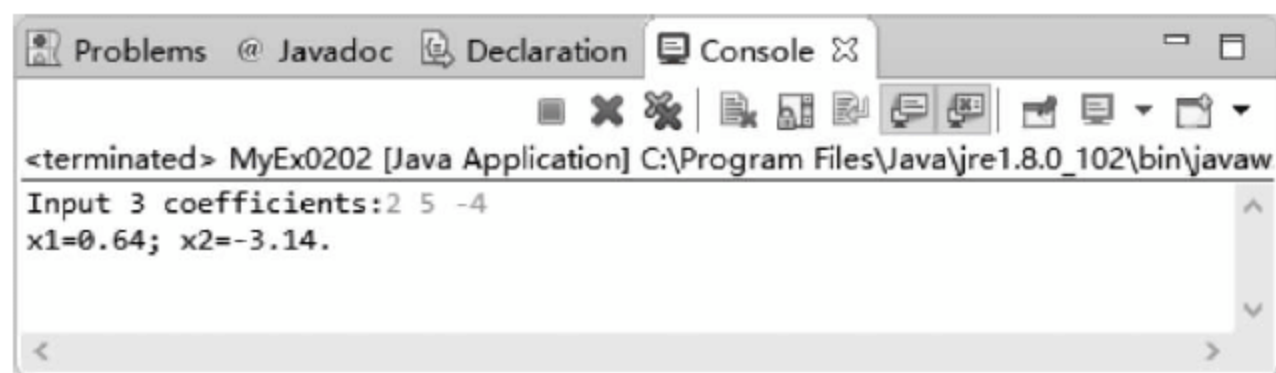 Problems @ Javadoc Declaration Console
<terminated> MyEx0202 [Java Application] C:\Program Files\Java\jre1.8.0_102\bin\javaw
Input 3 coefficients:2 5 -4
x1=0.64; x2=-3.14.